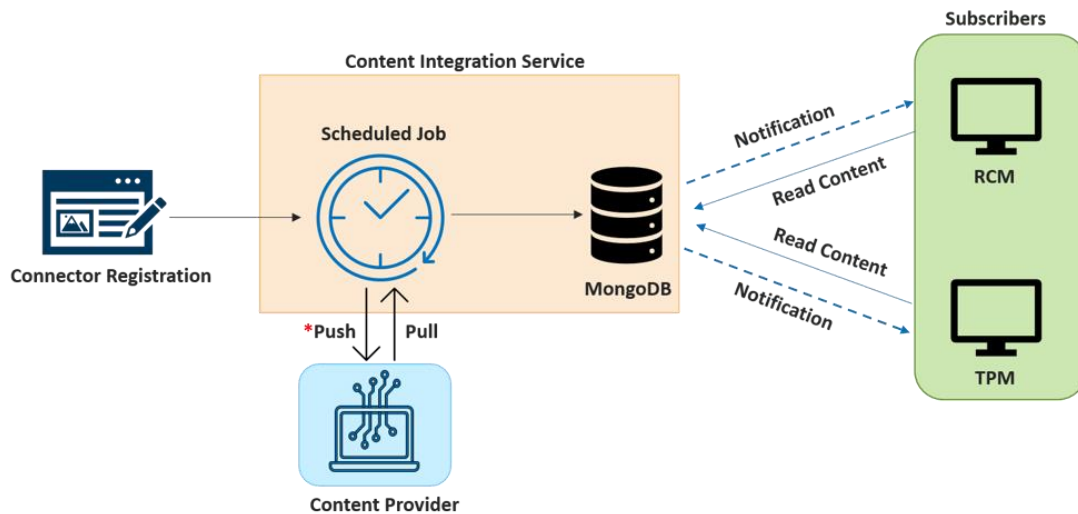 Subscribers
Content Integration Service
Scheduled Job
Notification
Read Content
RCM
Connector Registration
MongoDB
Read Content
Notification
*Push
Pull
TPM
Content Provider